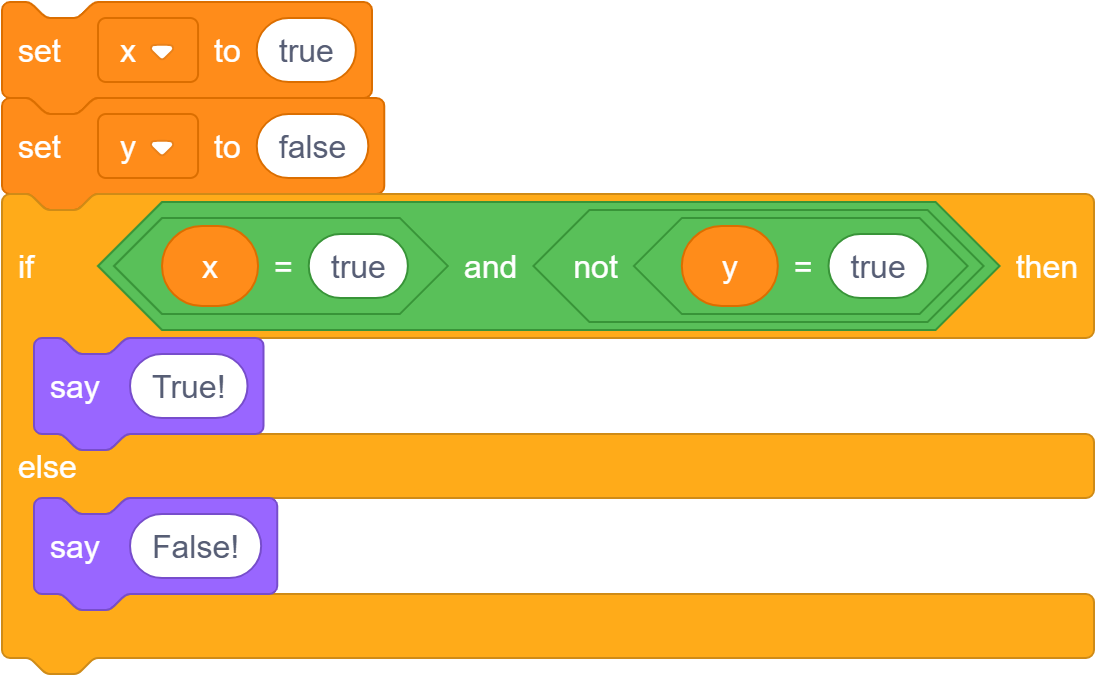 set x to true
set y to false
if x = true and not y = true then
say True!
else
say False!